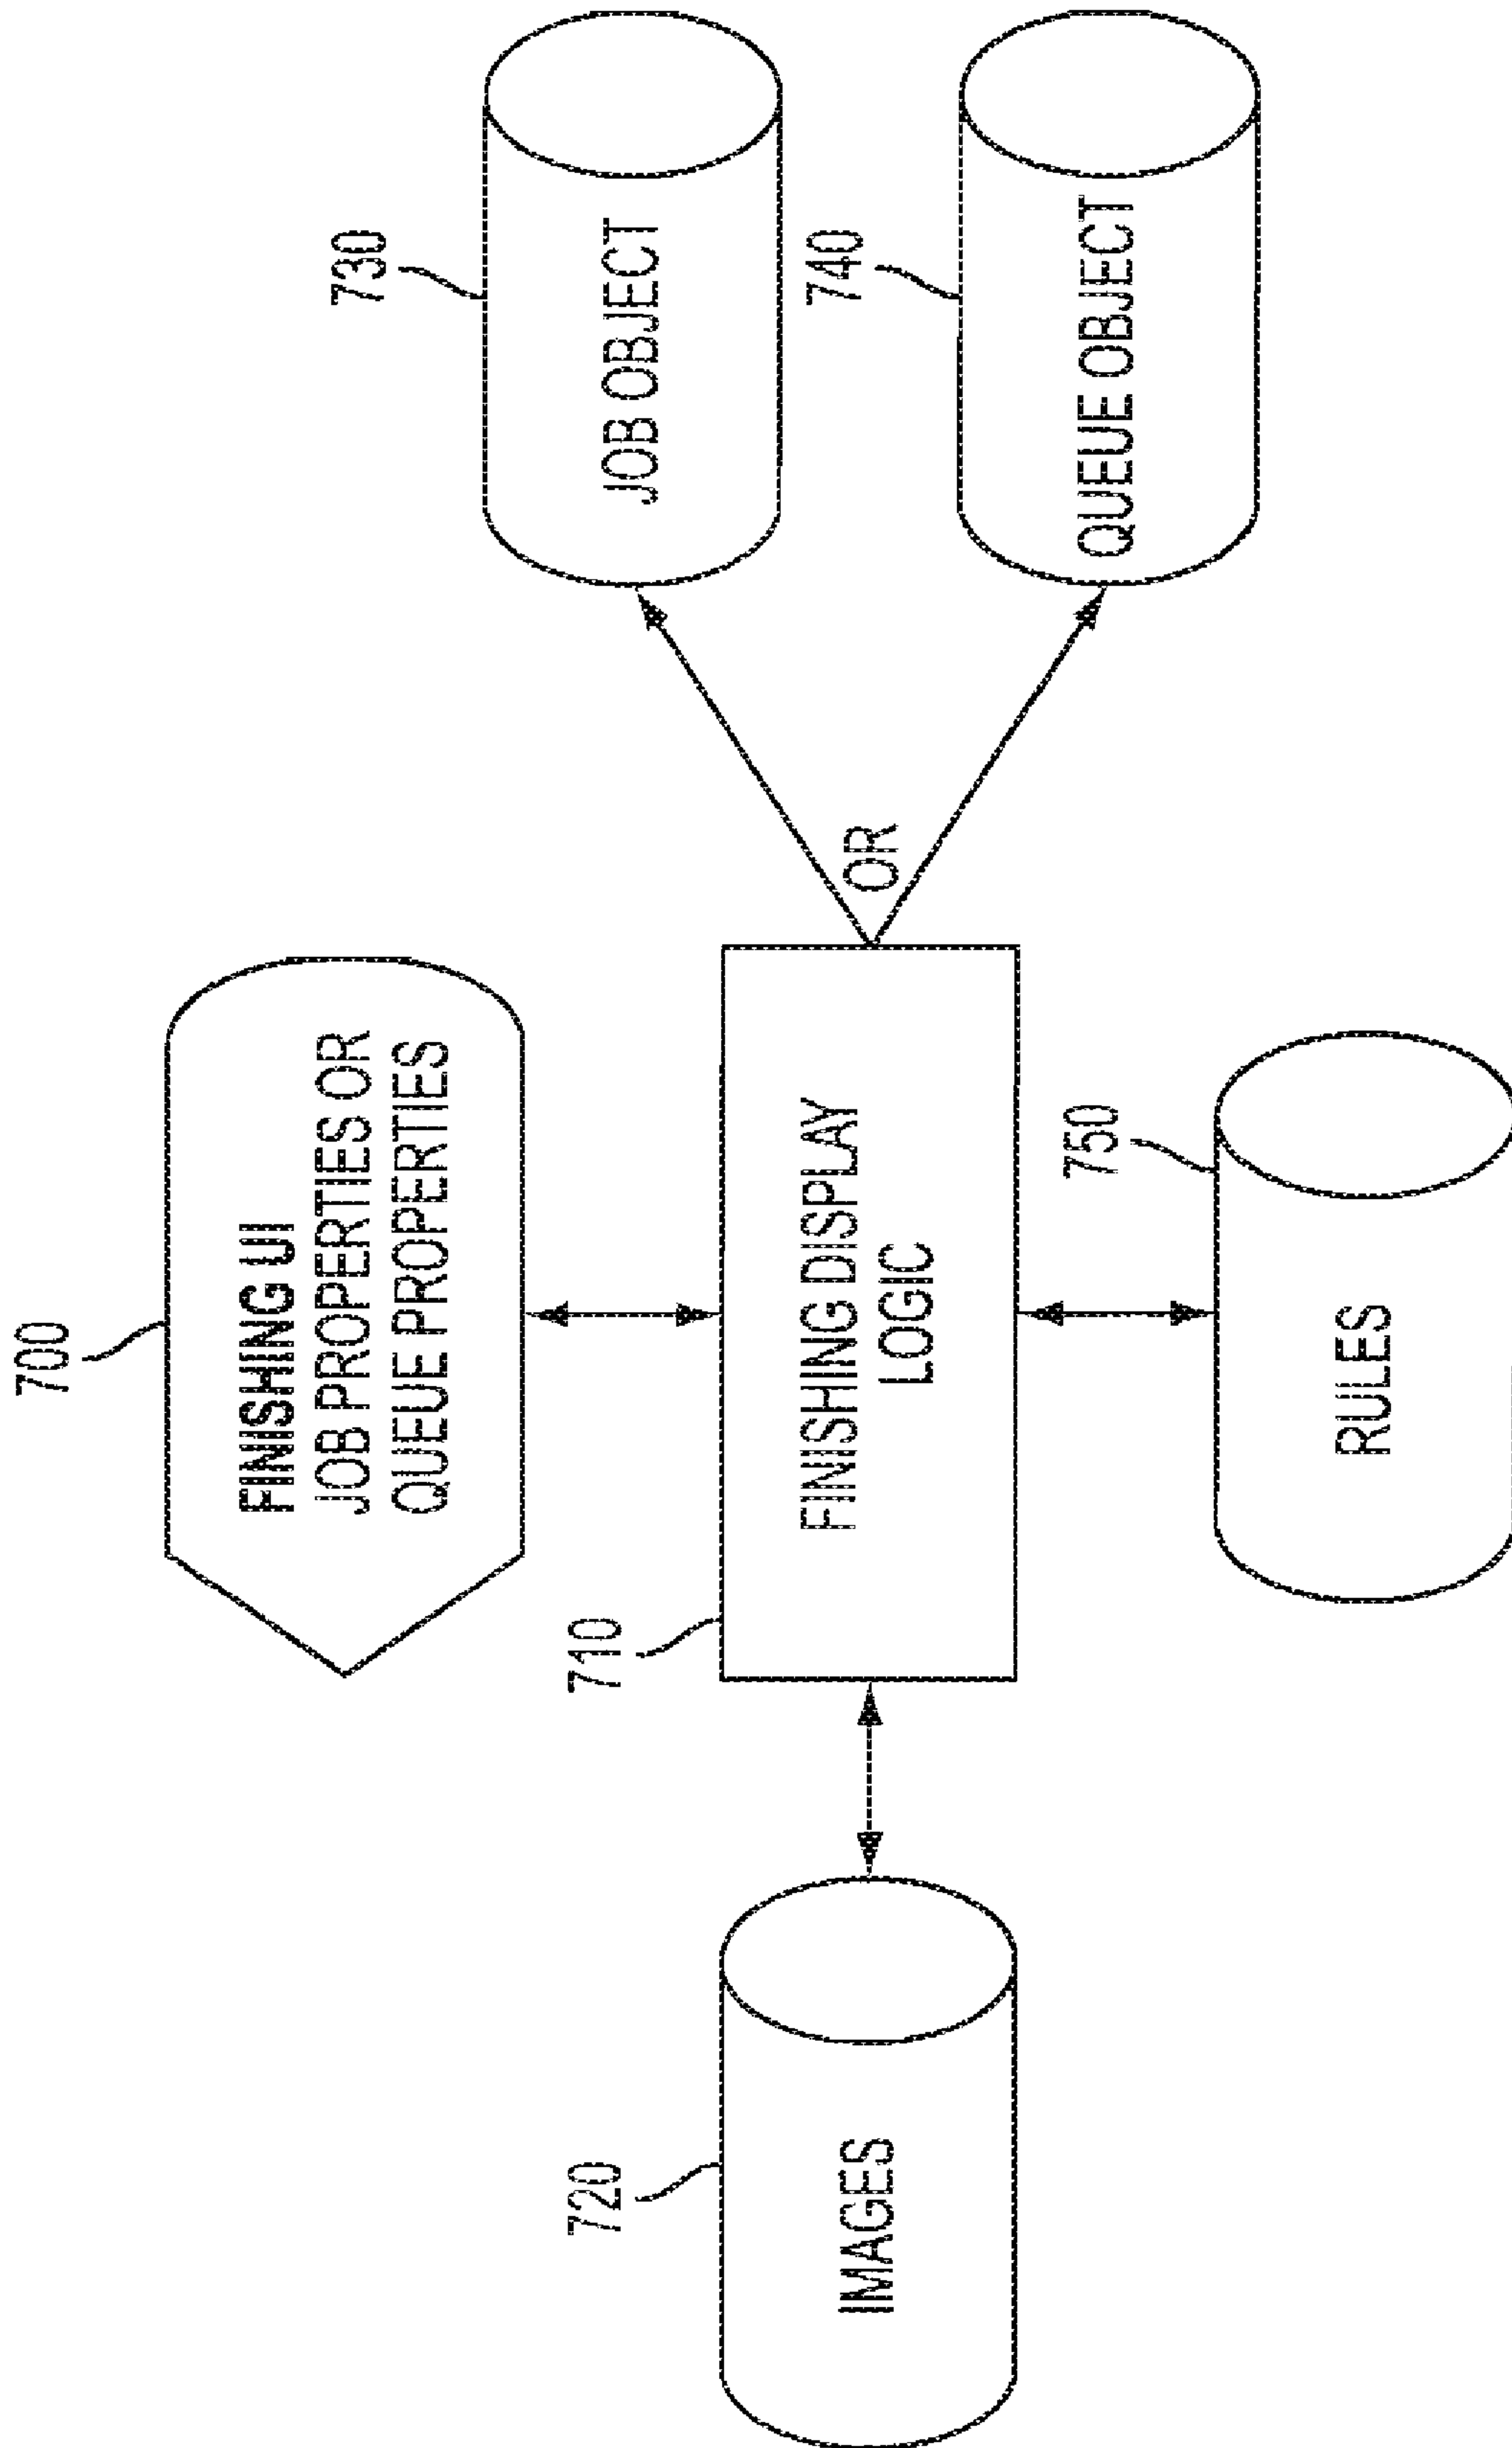 700
FINISHING UI
JOB PROPERTIES OR
QUEUE PROPERTIES
730
JOB OBJECT
720
IMAGES
710
FINISHING DISPLAY
LOGIC
OR
740
QUEUE OBJECT
750
RULES